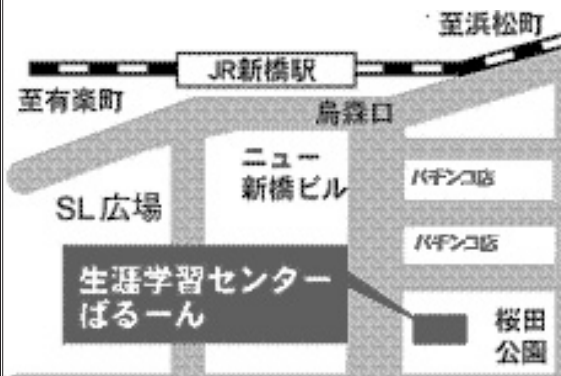 至浜松町
JR新橋駅
至有楽町
烏森口
ニュー
新橋ビル
パチンコ店
SL広場
パチンコ店
生涯学習センター
ばるーん
桜田
公園